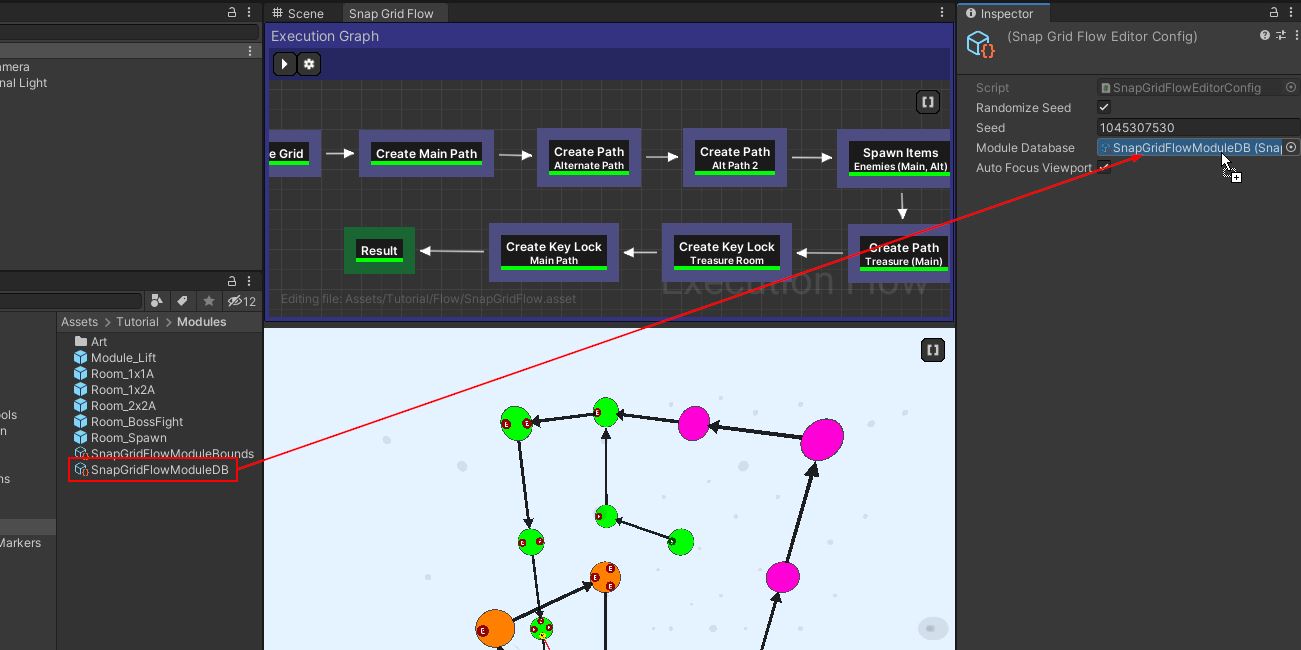 Scene
Snap Grid Flow
Inspector
Execution Graph
(Snap Grid Flow Editor Config)
mera
nal Light
Script
SnapGridFlowEditorConfig
Randomize Seed
Seed
1045307530
Module Database
SnapGridFlowModuleDB (Snap
Auto Focus Viewport
e Grid
Create Main Path
Create Path
Alternate Path
Create Path
Alt Path 2
Spawn Items
Enemies (Main, Alt)
Result
Create Key Lock
Main Path
Create Key Lock
Treasure Room
Create Path
Treasure (Main)
Execution Flow
Editing file: Assets/Tutorial/Flow/SnapGridFlow.asset
12
Assets > Tutorial > Modules
Art
Module_Lift
Room_1x1A
Room_1x2A
Room_2x2A
Room_BossFight
Room_Spawn
SnapGridFlowModuleBounds
SnapGridFlowModuleDB
ols
n
ns
Markers